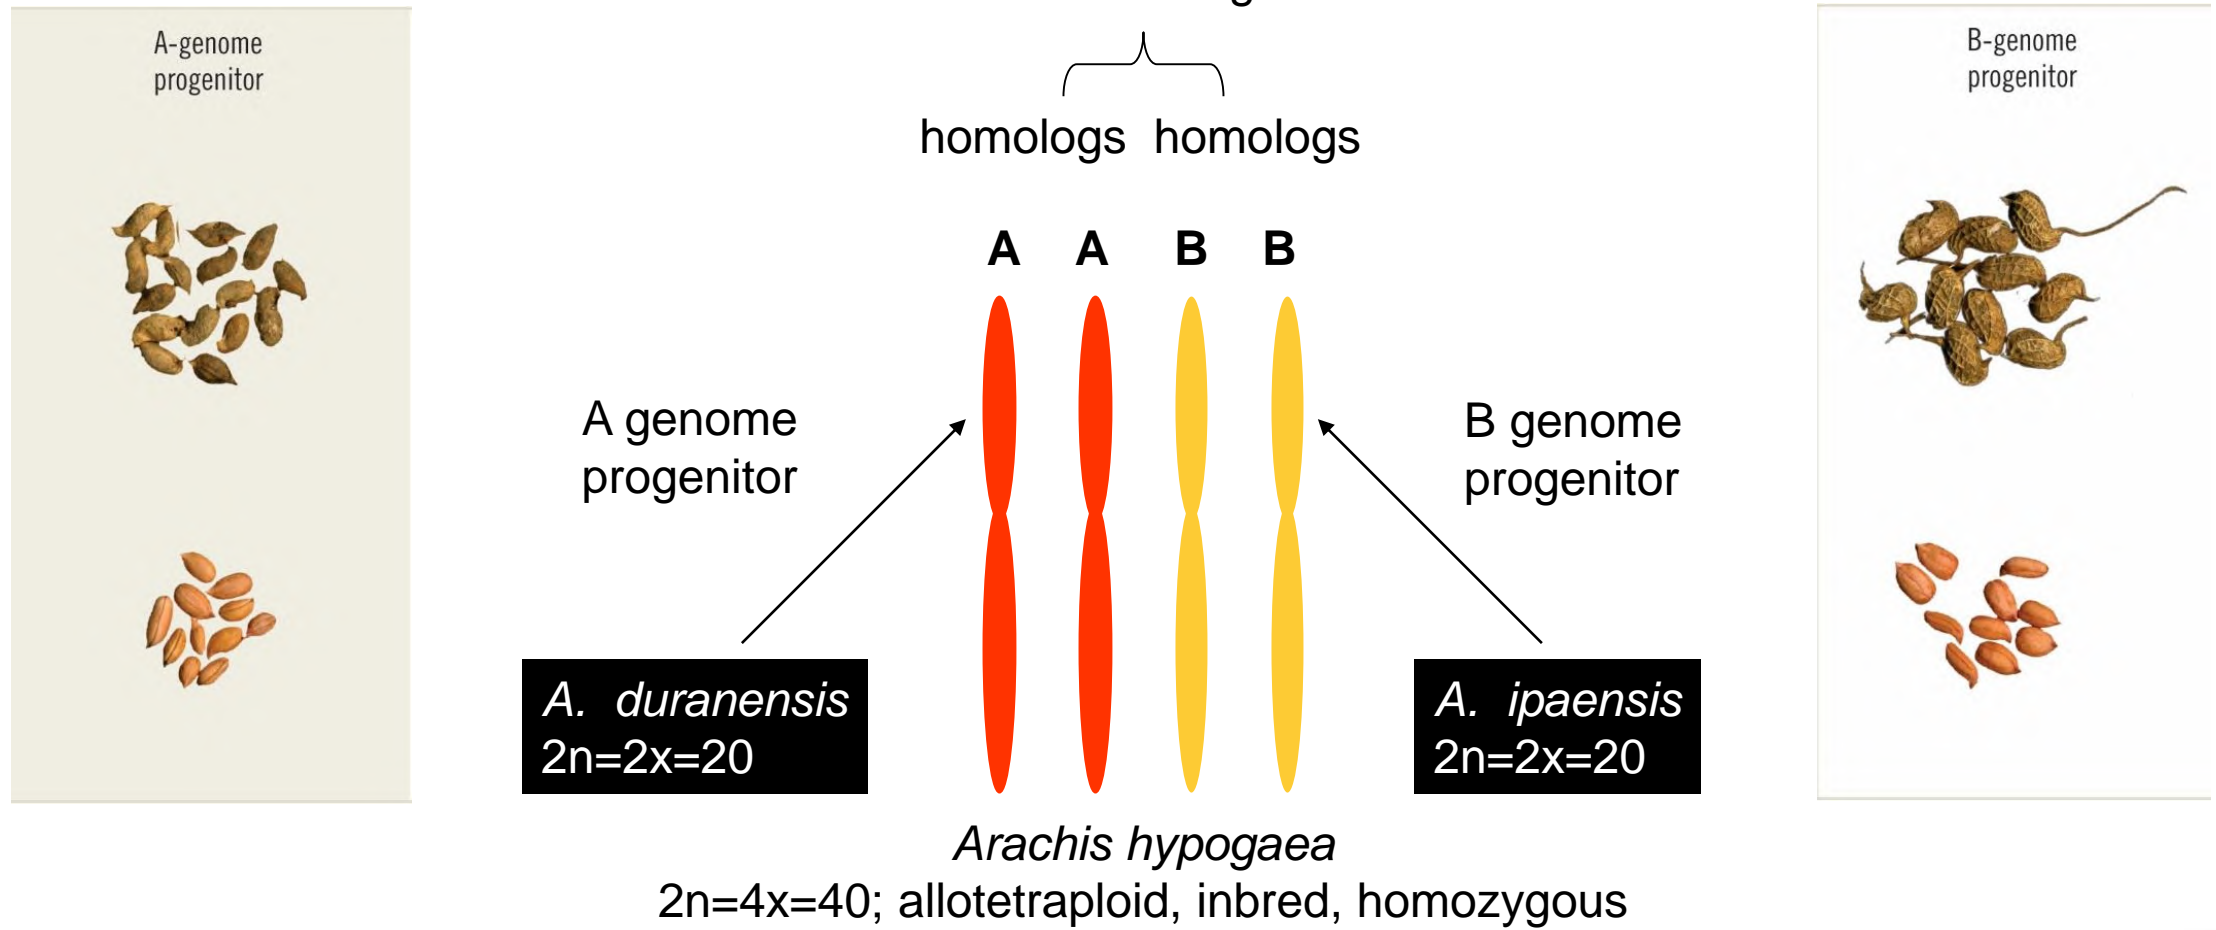 A-genome
progenitor
B-genome
progenitor
homologs homologs
A A B B
A genome
progenitor
B genome
progenitor
A. duranensis
2n=2x=20
A. ipaensis
2n=2x=20
Arachis hypogaea
2n=4x=40; allotetraploid, inbred, homozygous